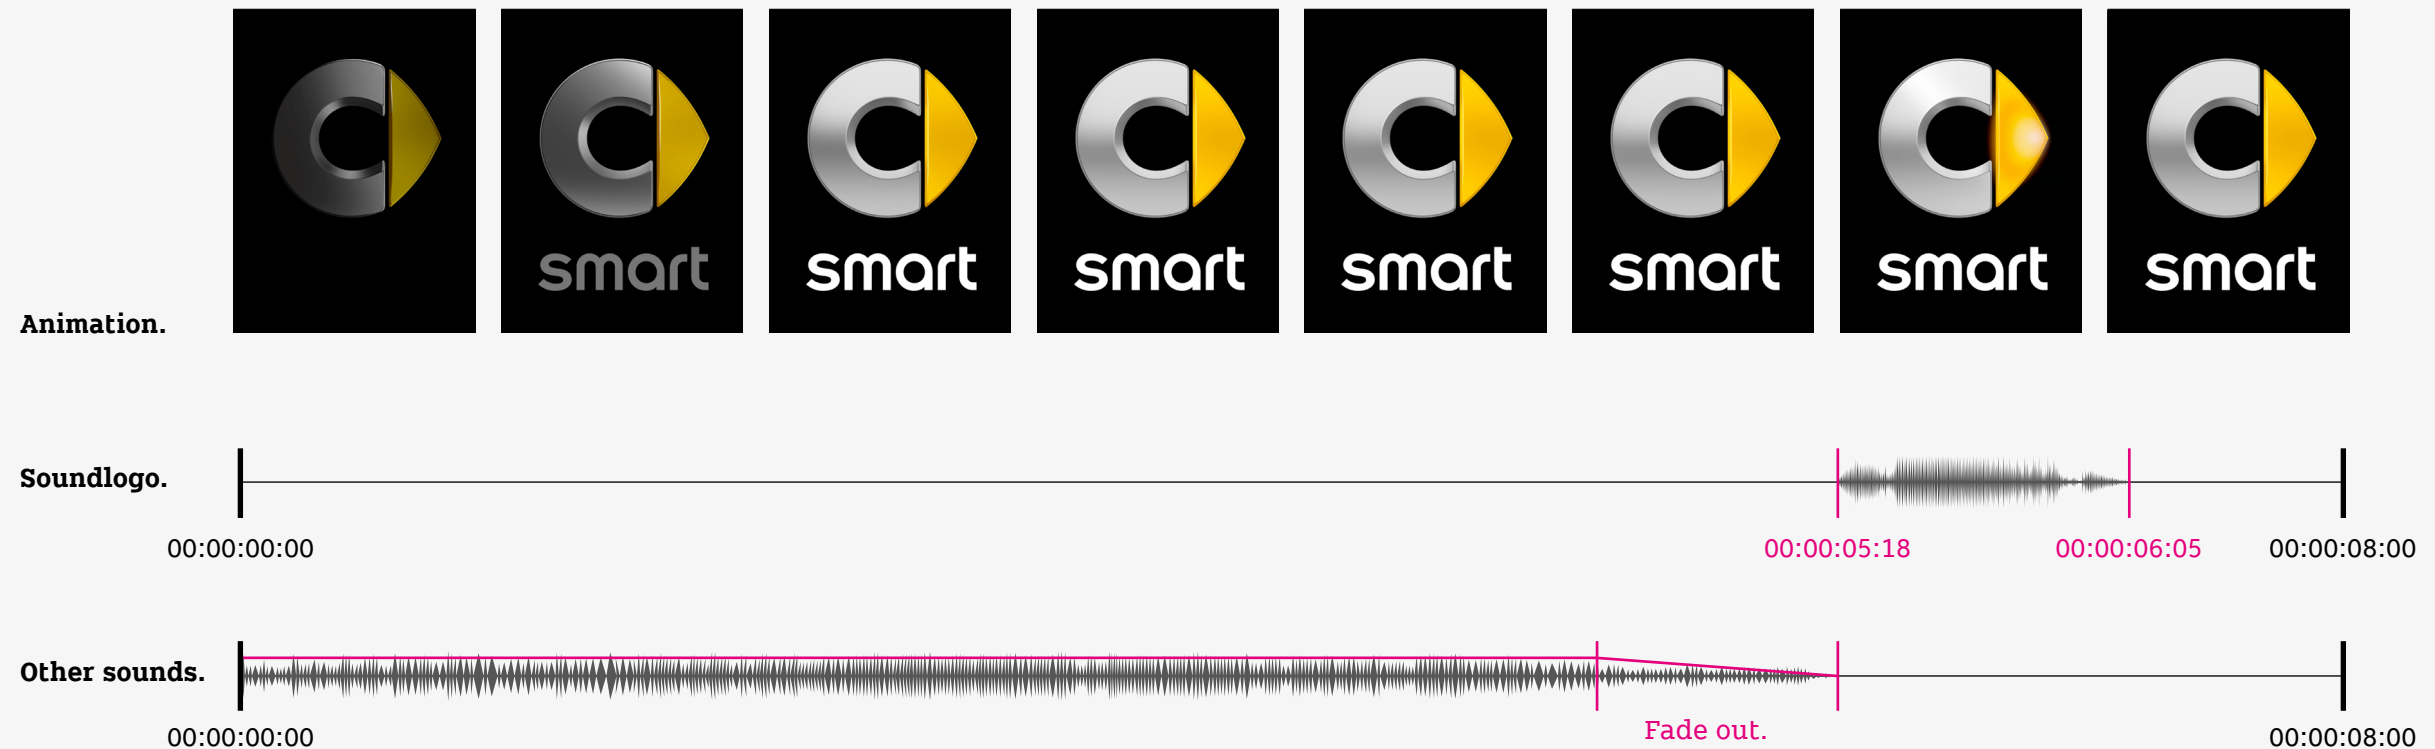 smart smart smart smart smart smart smart
Animation.
Soundlogo.
00:00:00:00 00:00:05:18 00:00:06:05 00:00:08:00
Other sounds.
Fade out.
00:00:00:00 00:00:08:00